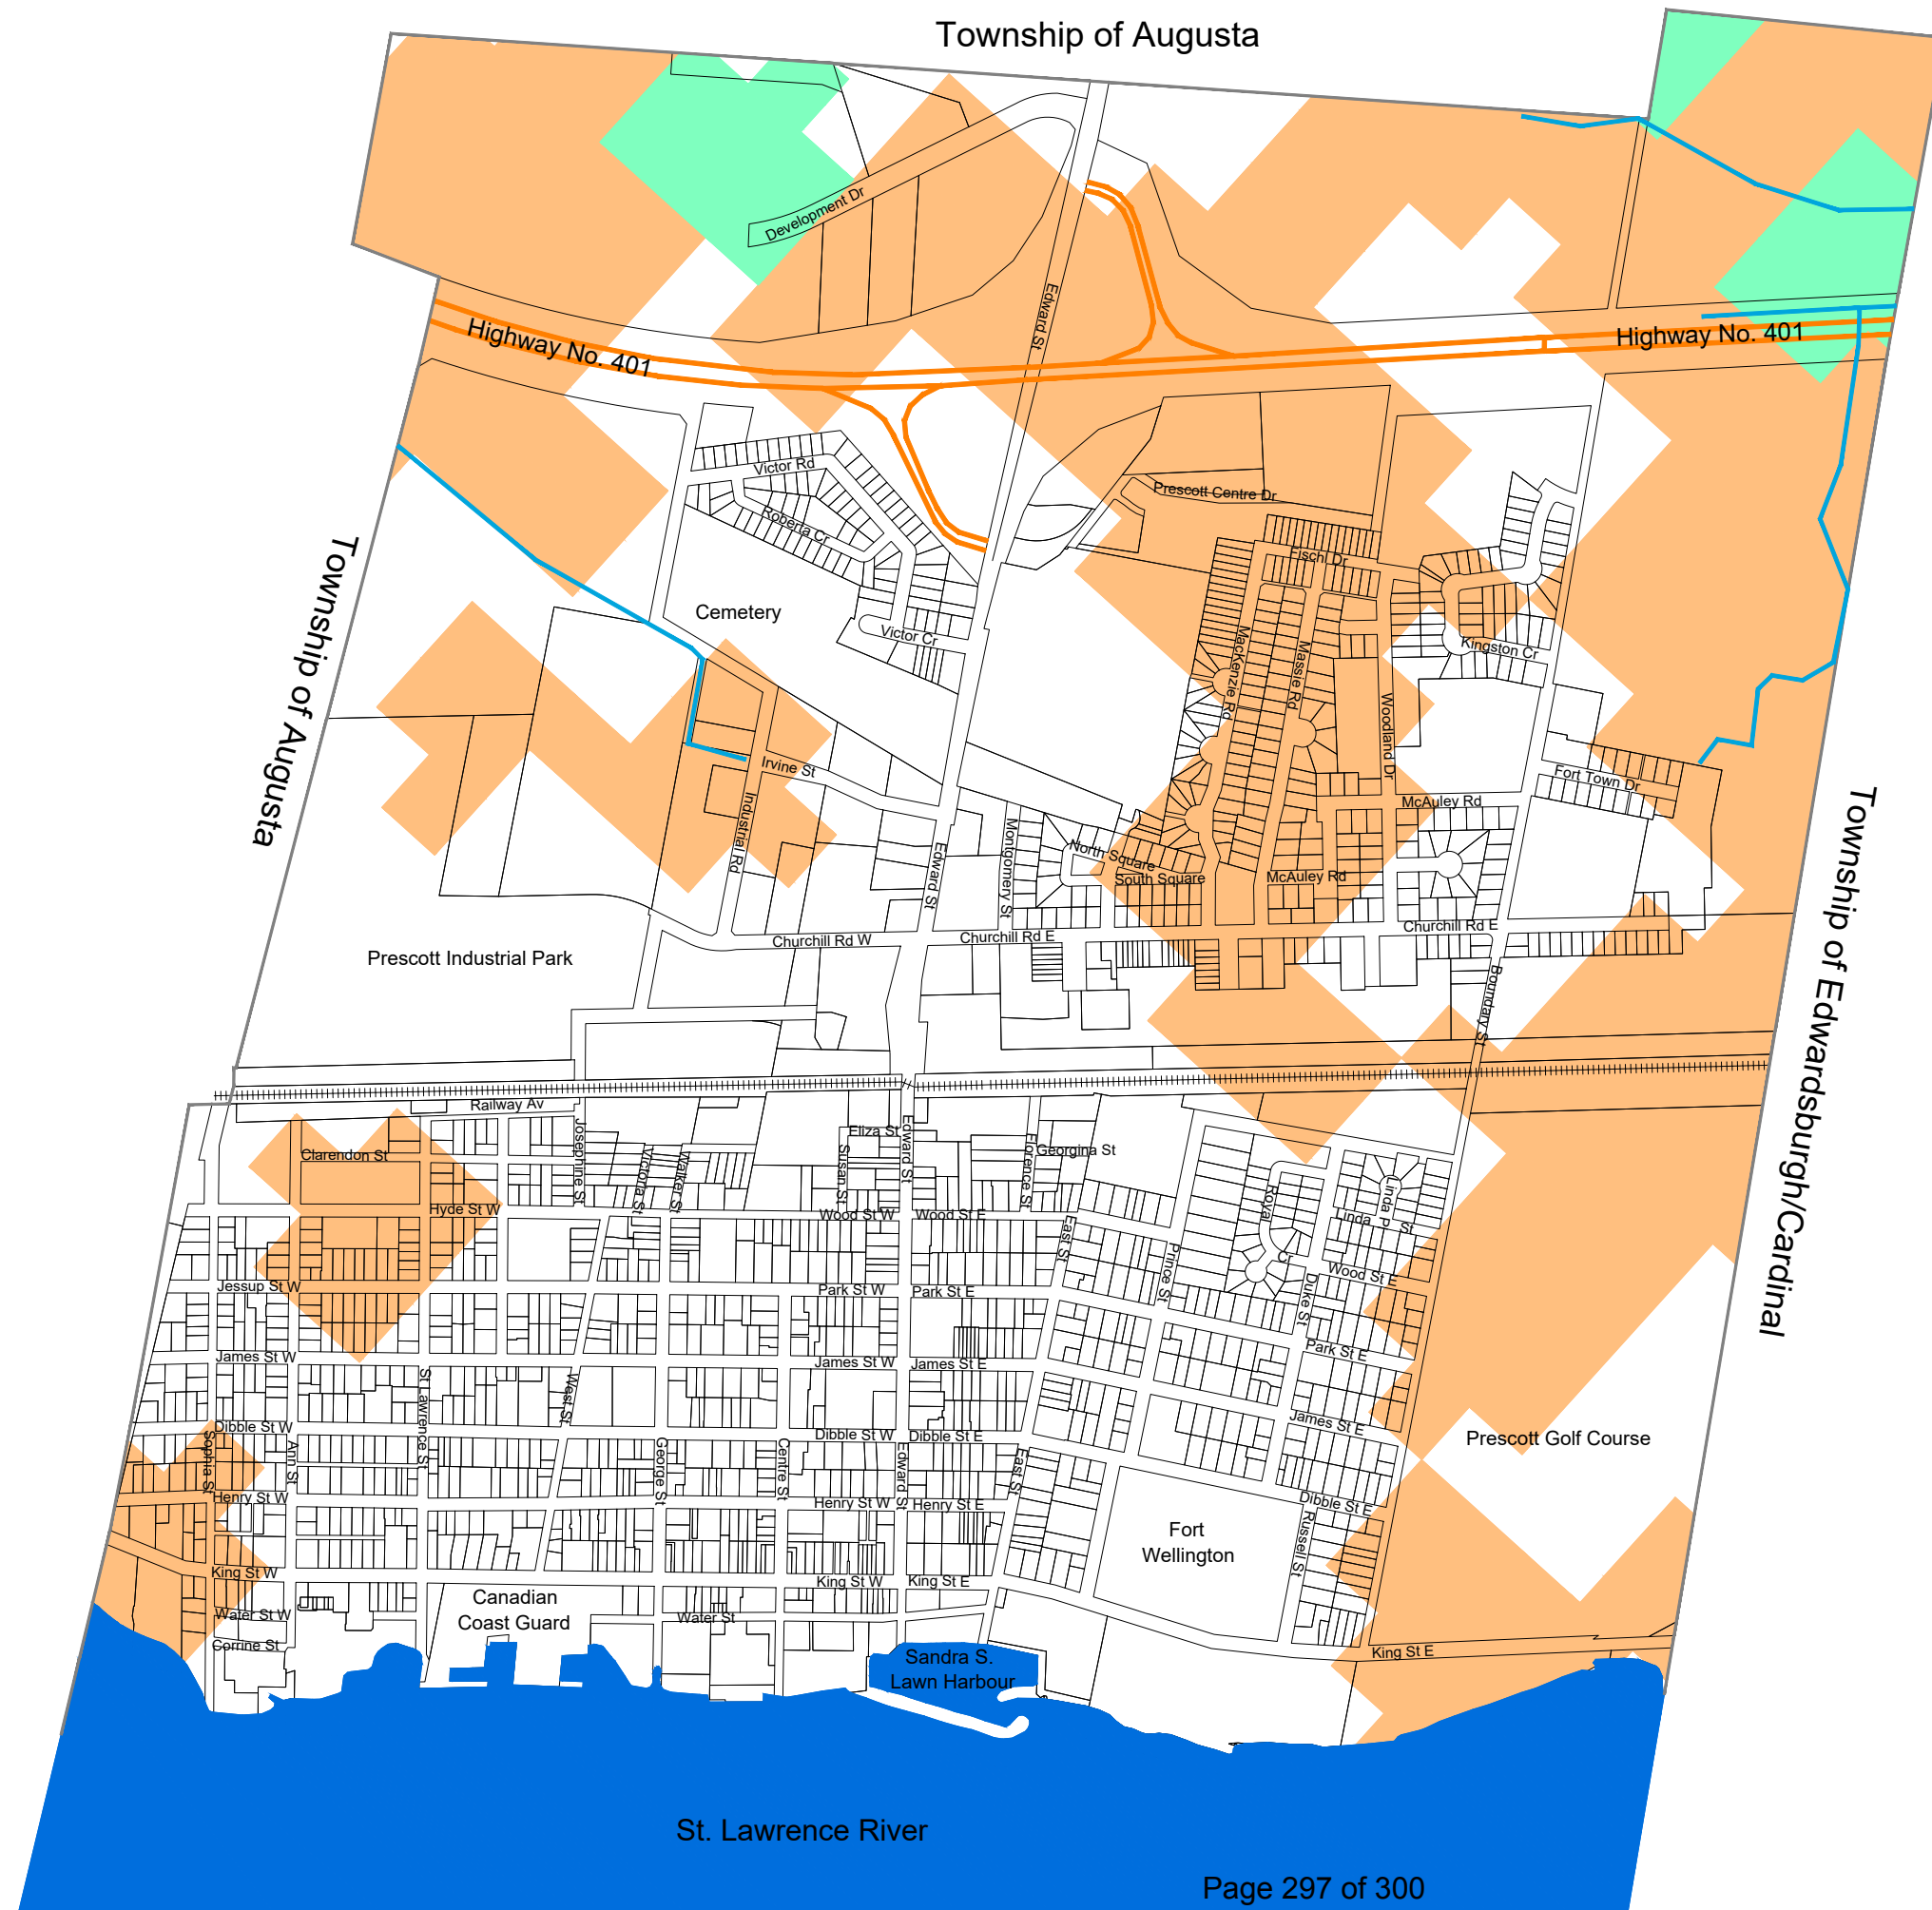 Township of Augusta
Development Dr
Edward St
Highway No. 401
Highway No. 401
Victor Rd
Roberta Cr
Prescott Centre Dr
Fischl Dr
Township of Augusta
Cemetery
Victor Cr
MacKenzie Rd
Massie Rd
Woodland Dr
Kingston Cr
Irvine St
Industrial Rd
Fort Town Dr
McAuley Rd
Edward St
Montgomery St
North Square
South Square
McAuley Rd
Township of Edwardsburgh/Cardinal
Churchill Rd W
Churchill Rd E
Churchill Rd E
Prescott Industrial Park
Boundary St
Railway Av
Josephine St
Eliza St
Edward St
Susan St
Florence St
Georgina St
Clarendon St
Victoria St
Walker St
Linda P
Linda
St
Royal
Cr
Hyde St W
Wood St W
Wood St E
East St
Prince St
Wood St E
Duke St
Jessup St W
Park St W
Park St E
Park St E
James St W
James St W
James St E
St Lawrence St
West St
James St E
Dibble St W
Dibble St W
Dibble St E
Prescott Golf Course
Sophia St
Ann St
George St
Centre St
Edward St
East St
Henry St W
Henry St W
Henry St E
Dibble St E
Fort
Wellington
Russell St
King St W
King St W
King St E
Canadian
Coast Guard
Water St W
Water St
Corrine St
King St E
Sandra S.
Lawn Harbour
St. Lawrence River
Page 297 of 300